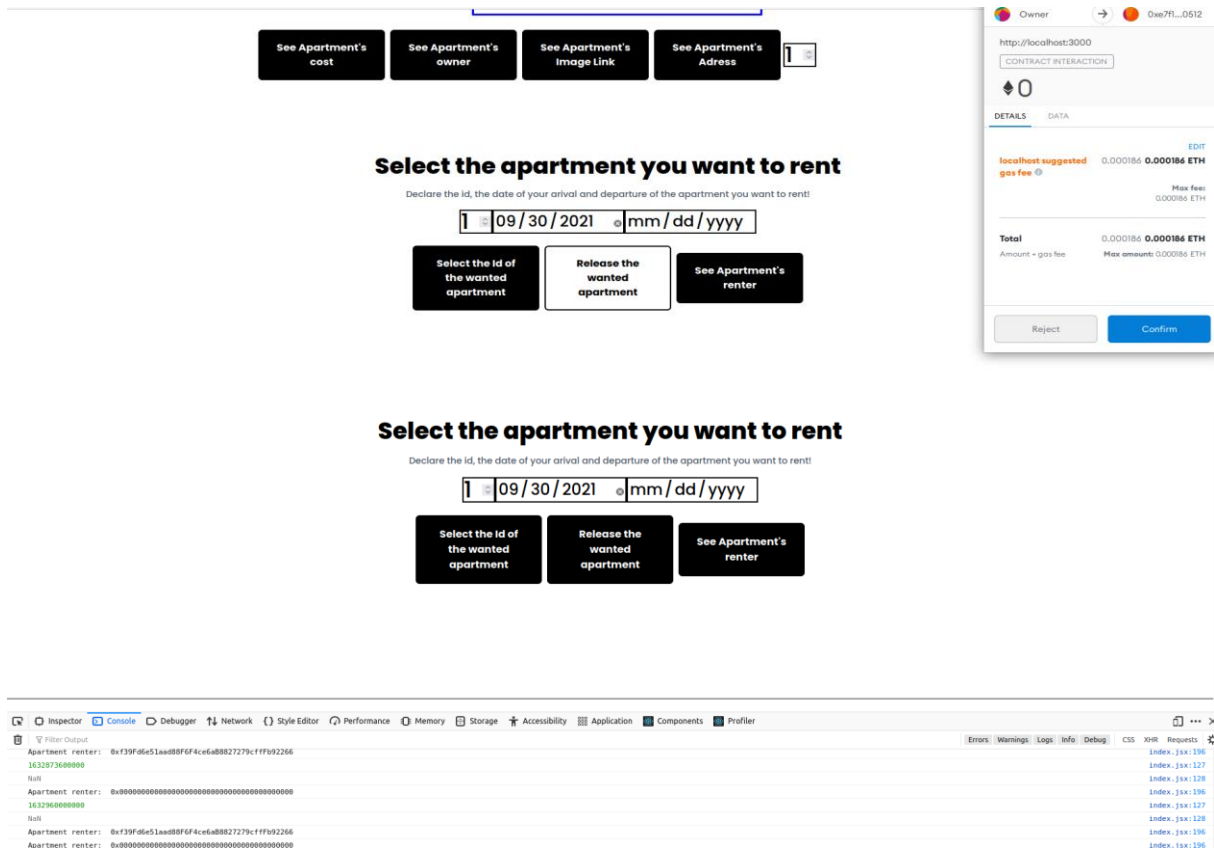 Owner 0xe7f1...0512
http://localhost:3000
CONTRACT INTERACTION
0
DETAILS DATA
EDIT
localhost suggested gas fee 0.000186 0.000186 ETH
Max fee:
0.000186 ETH
Total 0.000186 0.000186 ETH
Amount + gas fee Max amount: 0.000186 ETH
Reject Confirm
See Apartment's
cost
See Apartment's
owner
See Apartment's
Image Link
See Apartment's
Adress
1
Select the apartment you want to rent
Declare the id, the date of your arival and departure of the apartment you want to rent!
1 09/30/2021 mm/dd/yyyy
Select the Id of
the wanted
apartment
Release the
wanted
apartment
See Apartment's
renter
Select the apartment you want to rent
Declare the id, the date of your arival and departure of the apartment you want to rent!
1 09/30/2021 mm/dd/yyyy
Select the Id of
the wanted
apartment
Release the
wanted
apartment
See Apartment's
renter
Inspector Console Debugger Network {} Style Editor Performance Memory Storage Accessibility Application Components Profiler
Filter Output Errors Warnings Logs Info Debug CSS XHR Requests
Apartment renter: 0xf39Fd6e51aad88F6F4ce6aB8827279cffFb92266 index.jsx:196
1632873600000 index.jsx:127
NaN index.jsx:128
Apartment renter: 0x0000000000000000000000000000000000000000 index.jsx:196
1632960000000 index.jsx:127
NaN index.jsx:128
Apartment renter: 0xf39Fd6e51aad88F6F4ce6aB8827279cffFb92266 index.jsx:196
Apartment renter: 0x0000000000000000000000000000000000000000 index.jsx:196